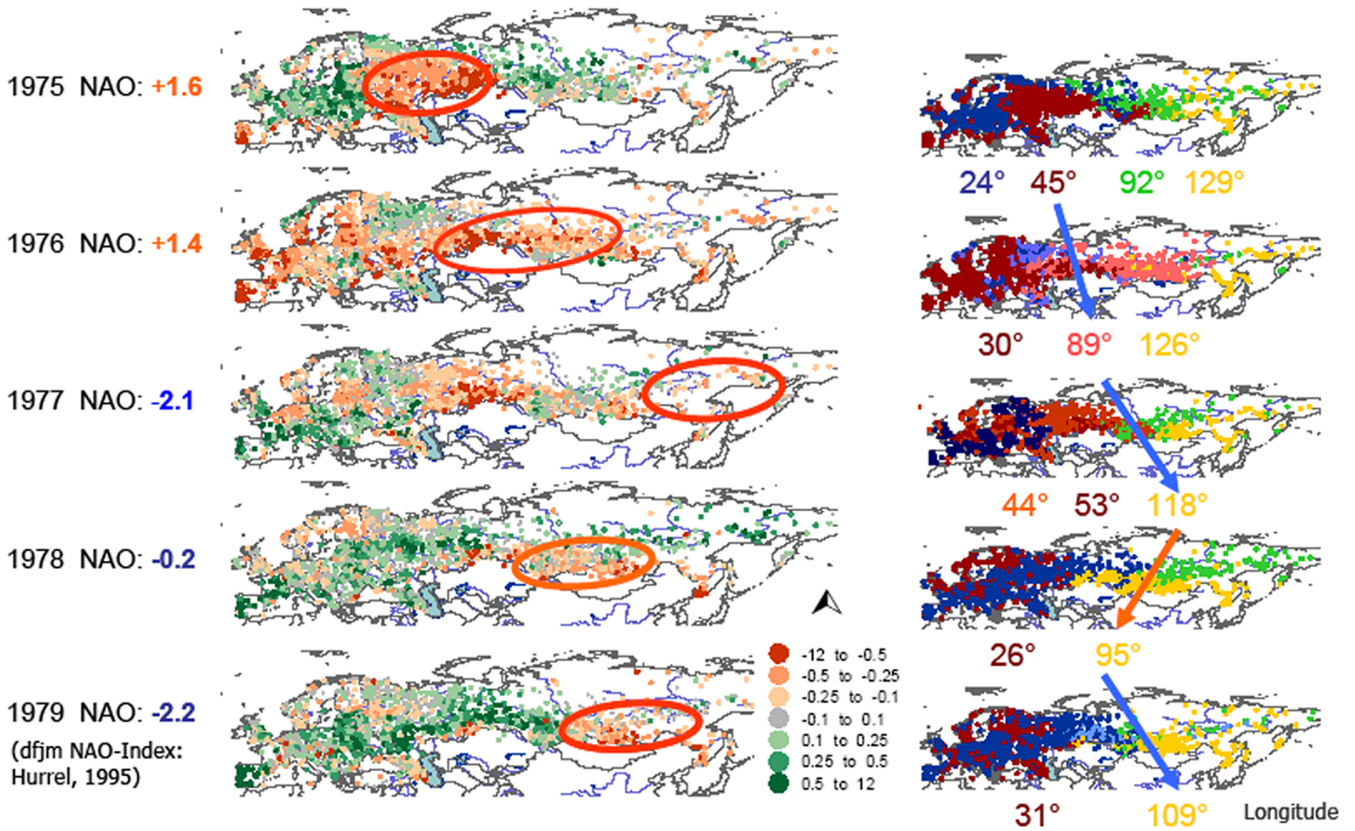 1975 NAO: +1.6
24° 45° 92° 129°
1976 NAO: +1.4
30° 89° 126°
1977 NAO: -2.1
44° 53° 118°
1978 NAO: -0.2
26° 95°
1979 NAO: -2.2
(dfjm NAO-Index:
Hurrel, 1995)
-12 to -0.5
-0.5 to -0.25
-0.25 to -0.1
-0.1 to 0.1
0.1 to 0.25
0.25 to 0.5
0.5 to 12
31° 109° Longitude